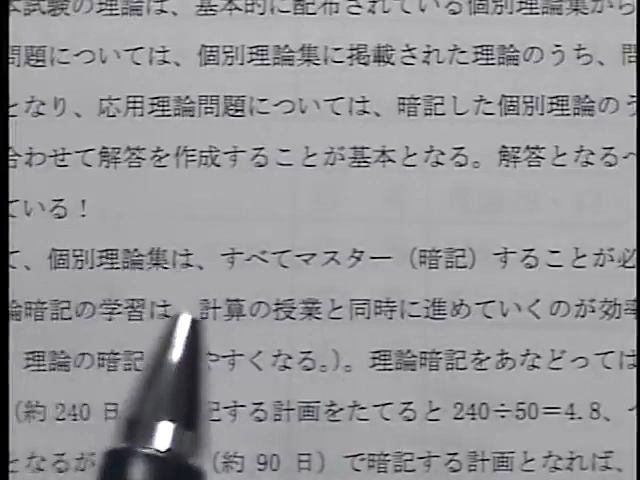 本試験の理論は、基本的に配布されている個別理論集から
問題については、個別理論集に掲載された理論のうち、問
となり、応用理論問題については、暗記した個別理論の
合わせて解答を作成することが基本となる。解答となるべ
ている！
て、個別理論集は、すべてマスター（暗記）することが必
論暗記の学習は、計算の授業と同時に進めていくのが効率
理論の暗記 やすくなる。）。理論暗記をあなどっては
（約 240 日 記する計画をたてると 240÷50＝4.8、
となるが （約 90 日）で暗記する計画となれば、